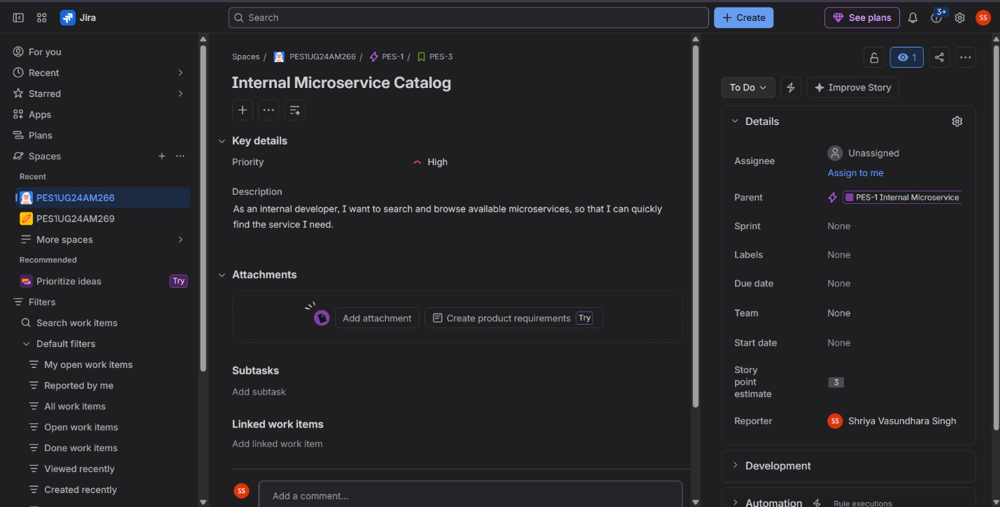 Jira
Search
+ Create
See plans
3+
SS
For you
Recent
Starred
Apps
Plans
Spaces
Recent
PES1UG24AM266
PES1UG24AM269
More spaces
Recommended
Prioritize ideas
Try
Filters
Search work items
Default filters
My open work items
Reported by me
All work items
Open work items
Done work items
Viewed recently
Created recently
Spaces / PES1UG24AM266 / PES-1 / PES-3
Internal Microservice Catalog
Key details
Priority
High
Description
As an internal developer, I want to search and browse available microservices, so that I can quickly
find the service I need.
Attachments
Add attachment
Create product requirements Try
Subtasks
Add subtask
Linked work items
Add linked work item
SS
Add a comment...
1
To Do
Improve Story
Details
Assignee
Unassigned
Assign to me
Parent
PES-1 Internal Microservice
Sprint
None
Labels
None
Due date
None
Team
None
Start date
None
Story
point
estimate
3
Reporter
SS Shriya Vasundhara Singh
Development
Automation Rule executions